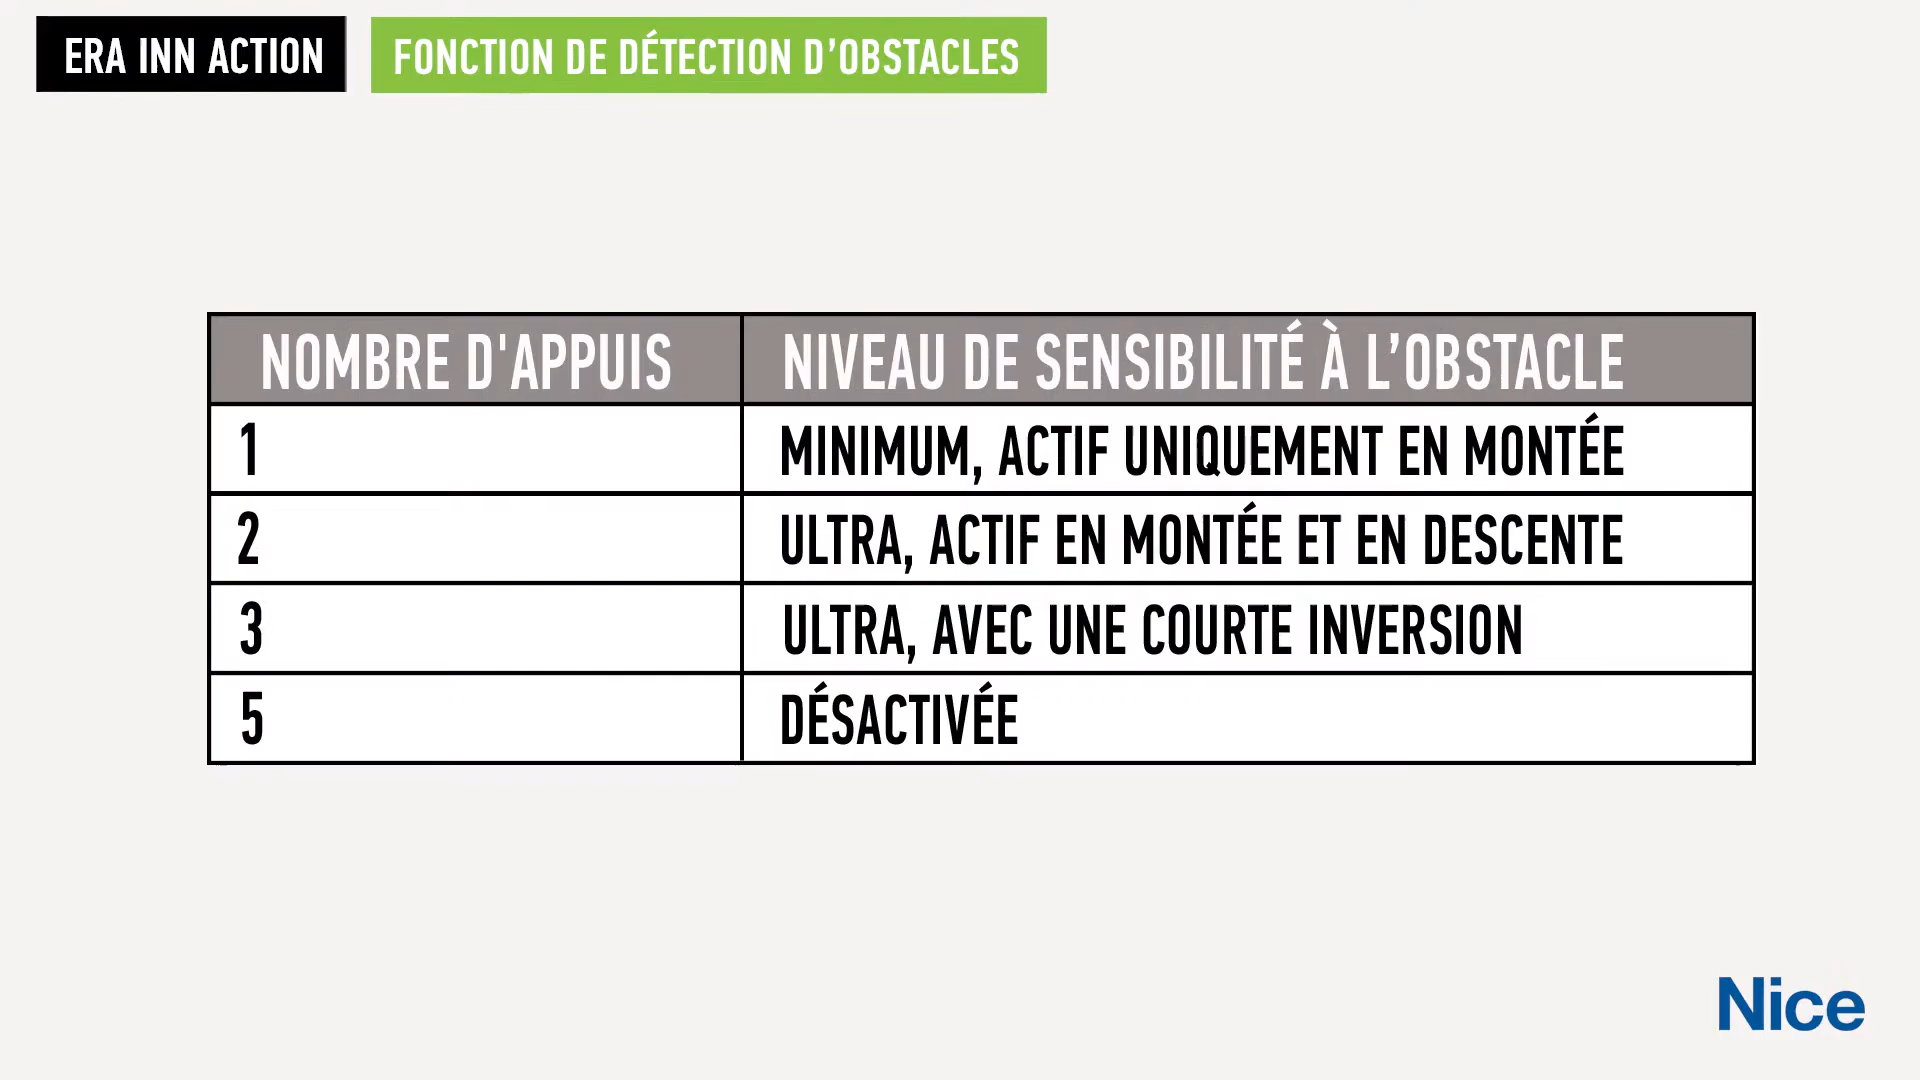 ERA INN ACTION
FONCTION DE DÉTECTION D’OBSTACLES
NOMBRE D'APPUIS
NIVEAU DE SENSIBILITÉ À L’OBSTACLE
1
MINIMUM, ACTIF UNIQUEMENT EN MONTÉE
2
ULTRA, ACTIF EN MONTÉE ET EN DESCENTE
3
ULTRA, AVEC UNE COURTE INVERSION
5
DÉSACTIVÉE
Nice